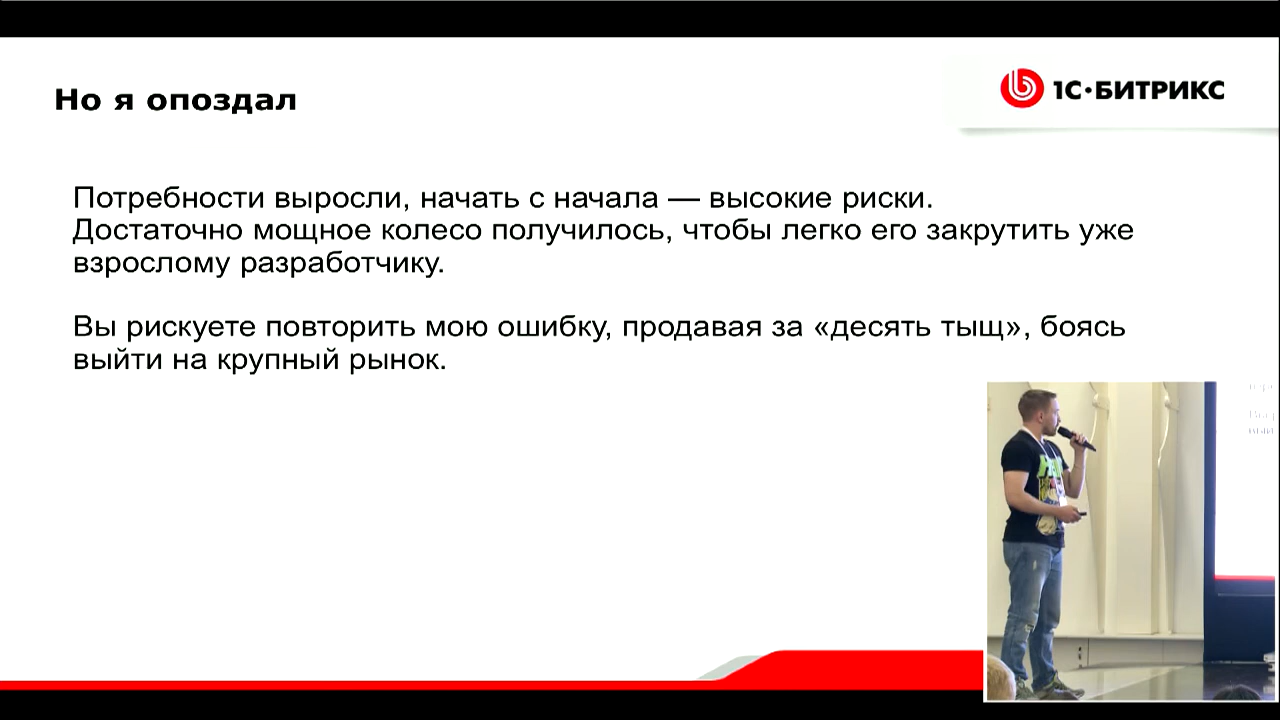 Но я опоздал
1С•БИТРИКС
Потребности выросли, начать с начала — высокие риски.
Достаточно мощное колесо получилось, чтобы легко его закрутить уже
взрослому разработчику.
Вы рискуете повторить мою ошибку, продавая за «десять тыщ», боясь
выйти на крупный рынок.